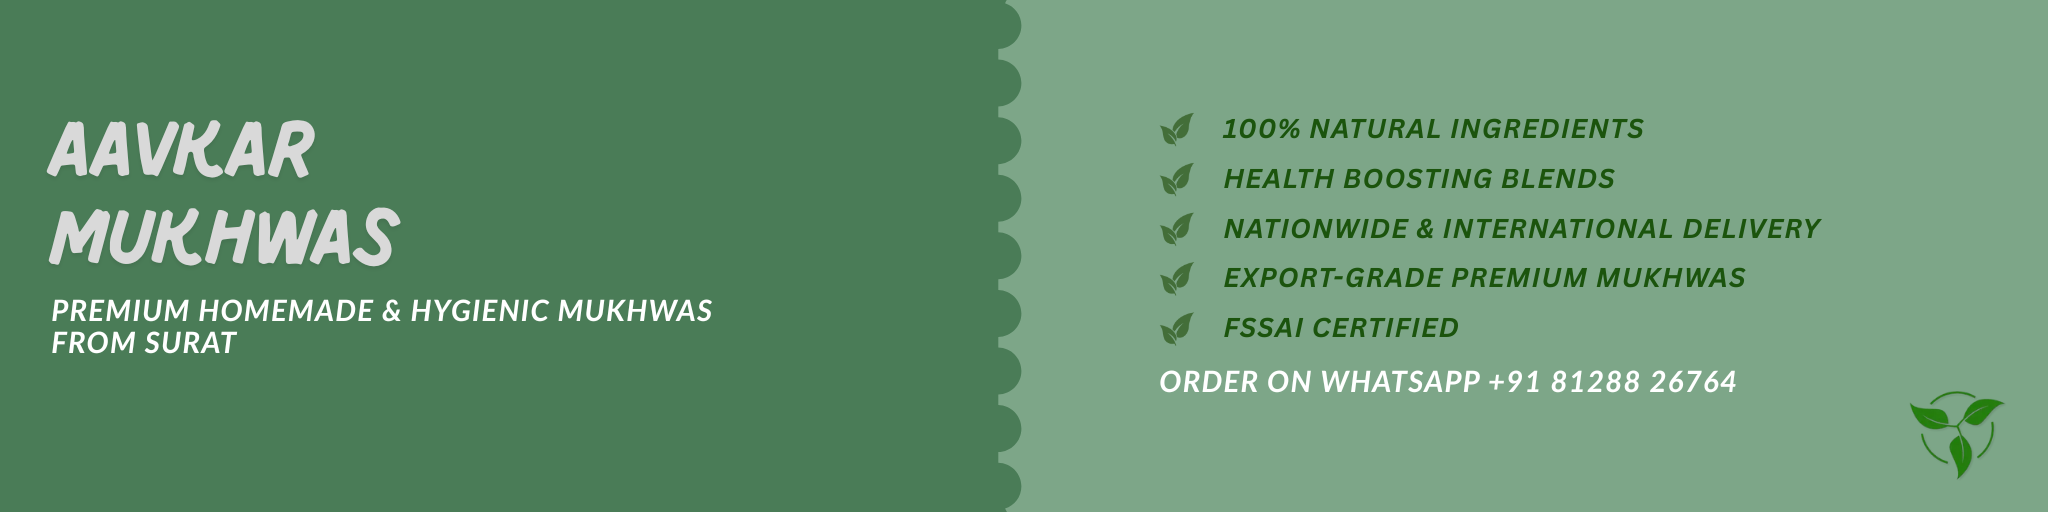 AAVKAR
MUKHWAS
PREMIUM HOMEMADE & HYGIENIC MUKHWAS
FROM SURAT
100% NATURAL INGREDIENTS
HEALTH BOOSTING BLENDS
NATIONWIDE & INTERNATIONAL DELIVERY
EXPORT-GRADE PREMIUM MUKHWAS
FSSAI CERTIFIED
ORDER ON WHATSAPP +91 81288 26764